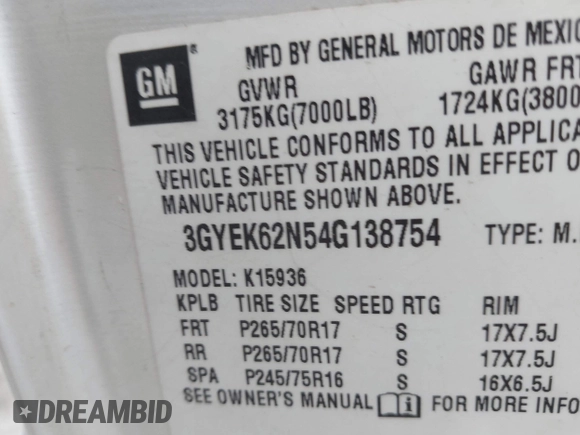 GM ®
MFD BY GENERAL MOTORS DE MEXIC
GVWR GAWR FRT
3175KG(7000LB) 1724KG(3800
THIS VEHICLE CONFORMS TO ALL APPLICA
VEHICLE SAFETY STANDARDS IN EFFECT O
MANUFACTURE SHOWN ABOVE.
3GYEK62N54G138754 TYPE: M.
MODEL: K15936
KPLB TIRE SIZE SPEED RTG RIM
FRT P265/70R17 S 17X7.5J
RR P265/70R17 S 17X7.5J
SPA P245/75R16 S 16X6.5J
SEE OWNER'S MANUAL i FOR MORE INFO
DREAMBID